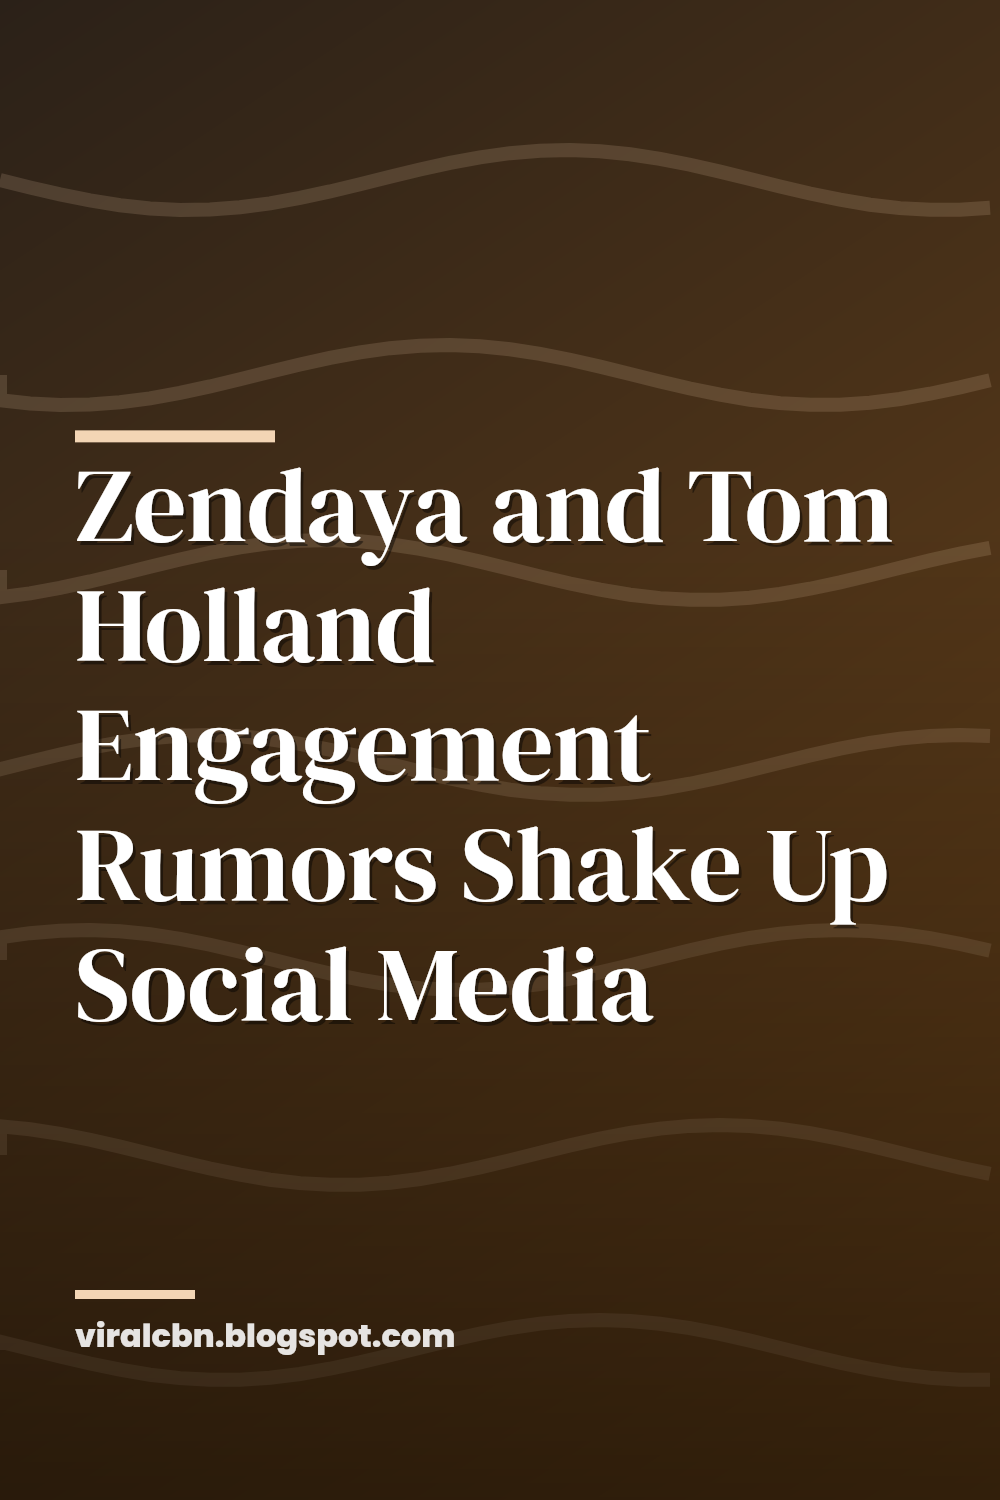 Zendaya and Tom
Holland
Engagement
Rumors Shake Up
Social Media
viralcbn.blogspot.com